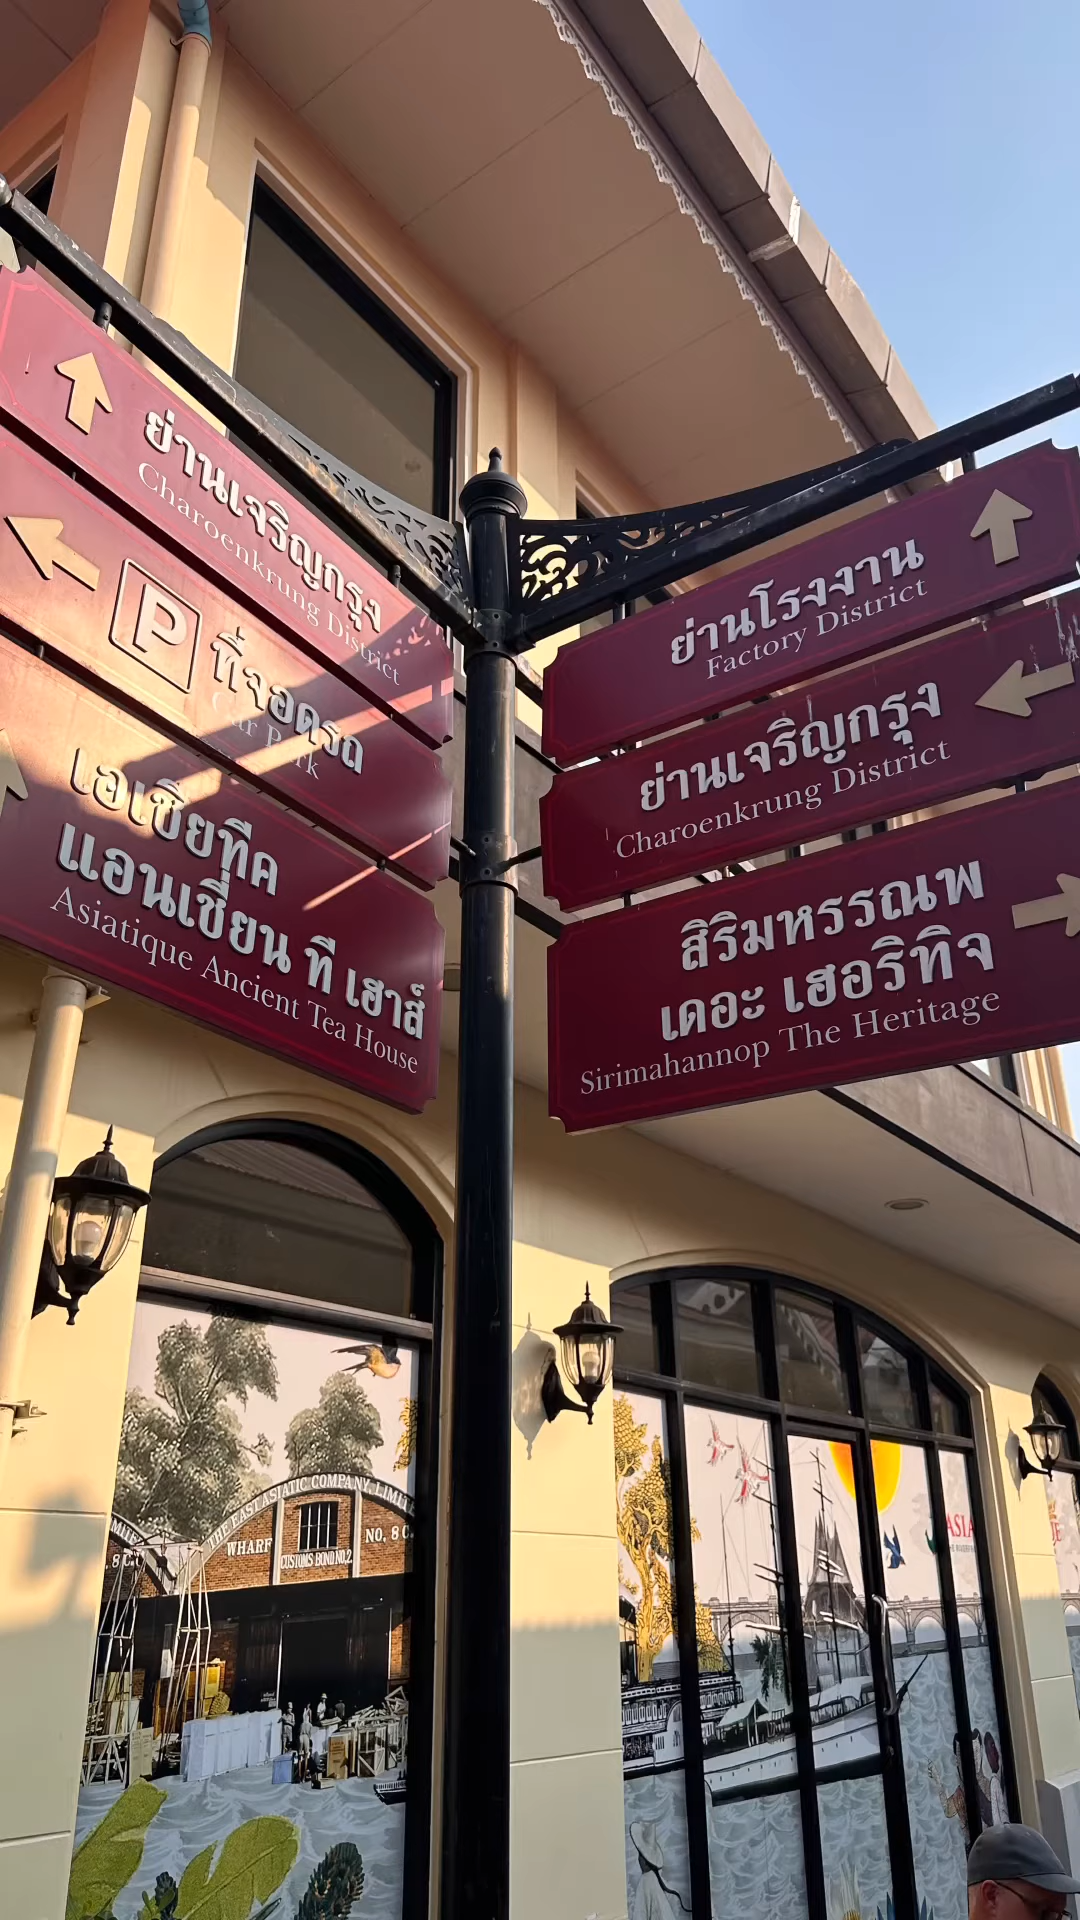 ย่านเจริญกรุง
Charoenkrung District
P
ที่จอดรถ
Car Park
เอเชียทีค
แอนเชี่ยน ที เฮาส์
Asiatique Ancient Tea House
ย่านโรงงาน
Factory District
ย่านเจริญกรุง
Charoenkrung District
สิริมหรรณพ
เดอะ เฮอริทิจ
Sirimahannop The Heritage
THE EAST ASIATIC COMPANY, LIMITE
WHARF
CUSTOMS BOND NO.2.
NO. 8 C.
ASIA